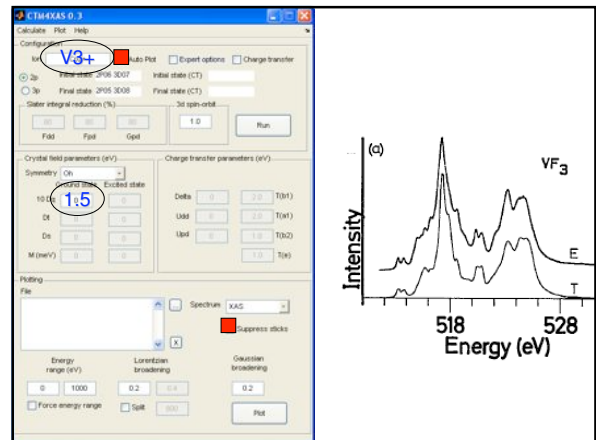 CTM4XAS 0.3
Calculate Plot Help
Configuration
Ion V3+ Auto Plot Expert options Charge transfer
2p Initial state 2P06 3D07 Initial state (CT)
3p Final state 2P05 3D08 Final state (CT)
Slater integral reduction (%) 3d spin-orbit
80 80 80 1.0 Run
Fdd Fpd Gpd
Crystal field parameters (eV) Charge transfer parameters (eV)
Symmetry Oh
Ground state Excited state
10 Dq 1.5 0
Dt 0 0
Ds 0 0
M (meV) 0 0
Delta 0 2.0 T(b1)
Udd 0 2.0 T(a1)
Upd 0 1.0 T(b2)
1.0 T(e)
Plotting
File
... Spectrum XAS
Suppress sticks
X
Energy range (eV) Lorentzian broadening Gaussian broadening
0 1000 0.2 0.4 0.2
Force energy range Split 800 Plot
(a) VF3
Intensity
E
T
518 528
Energy (eV)